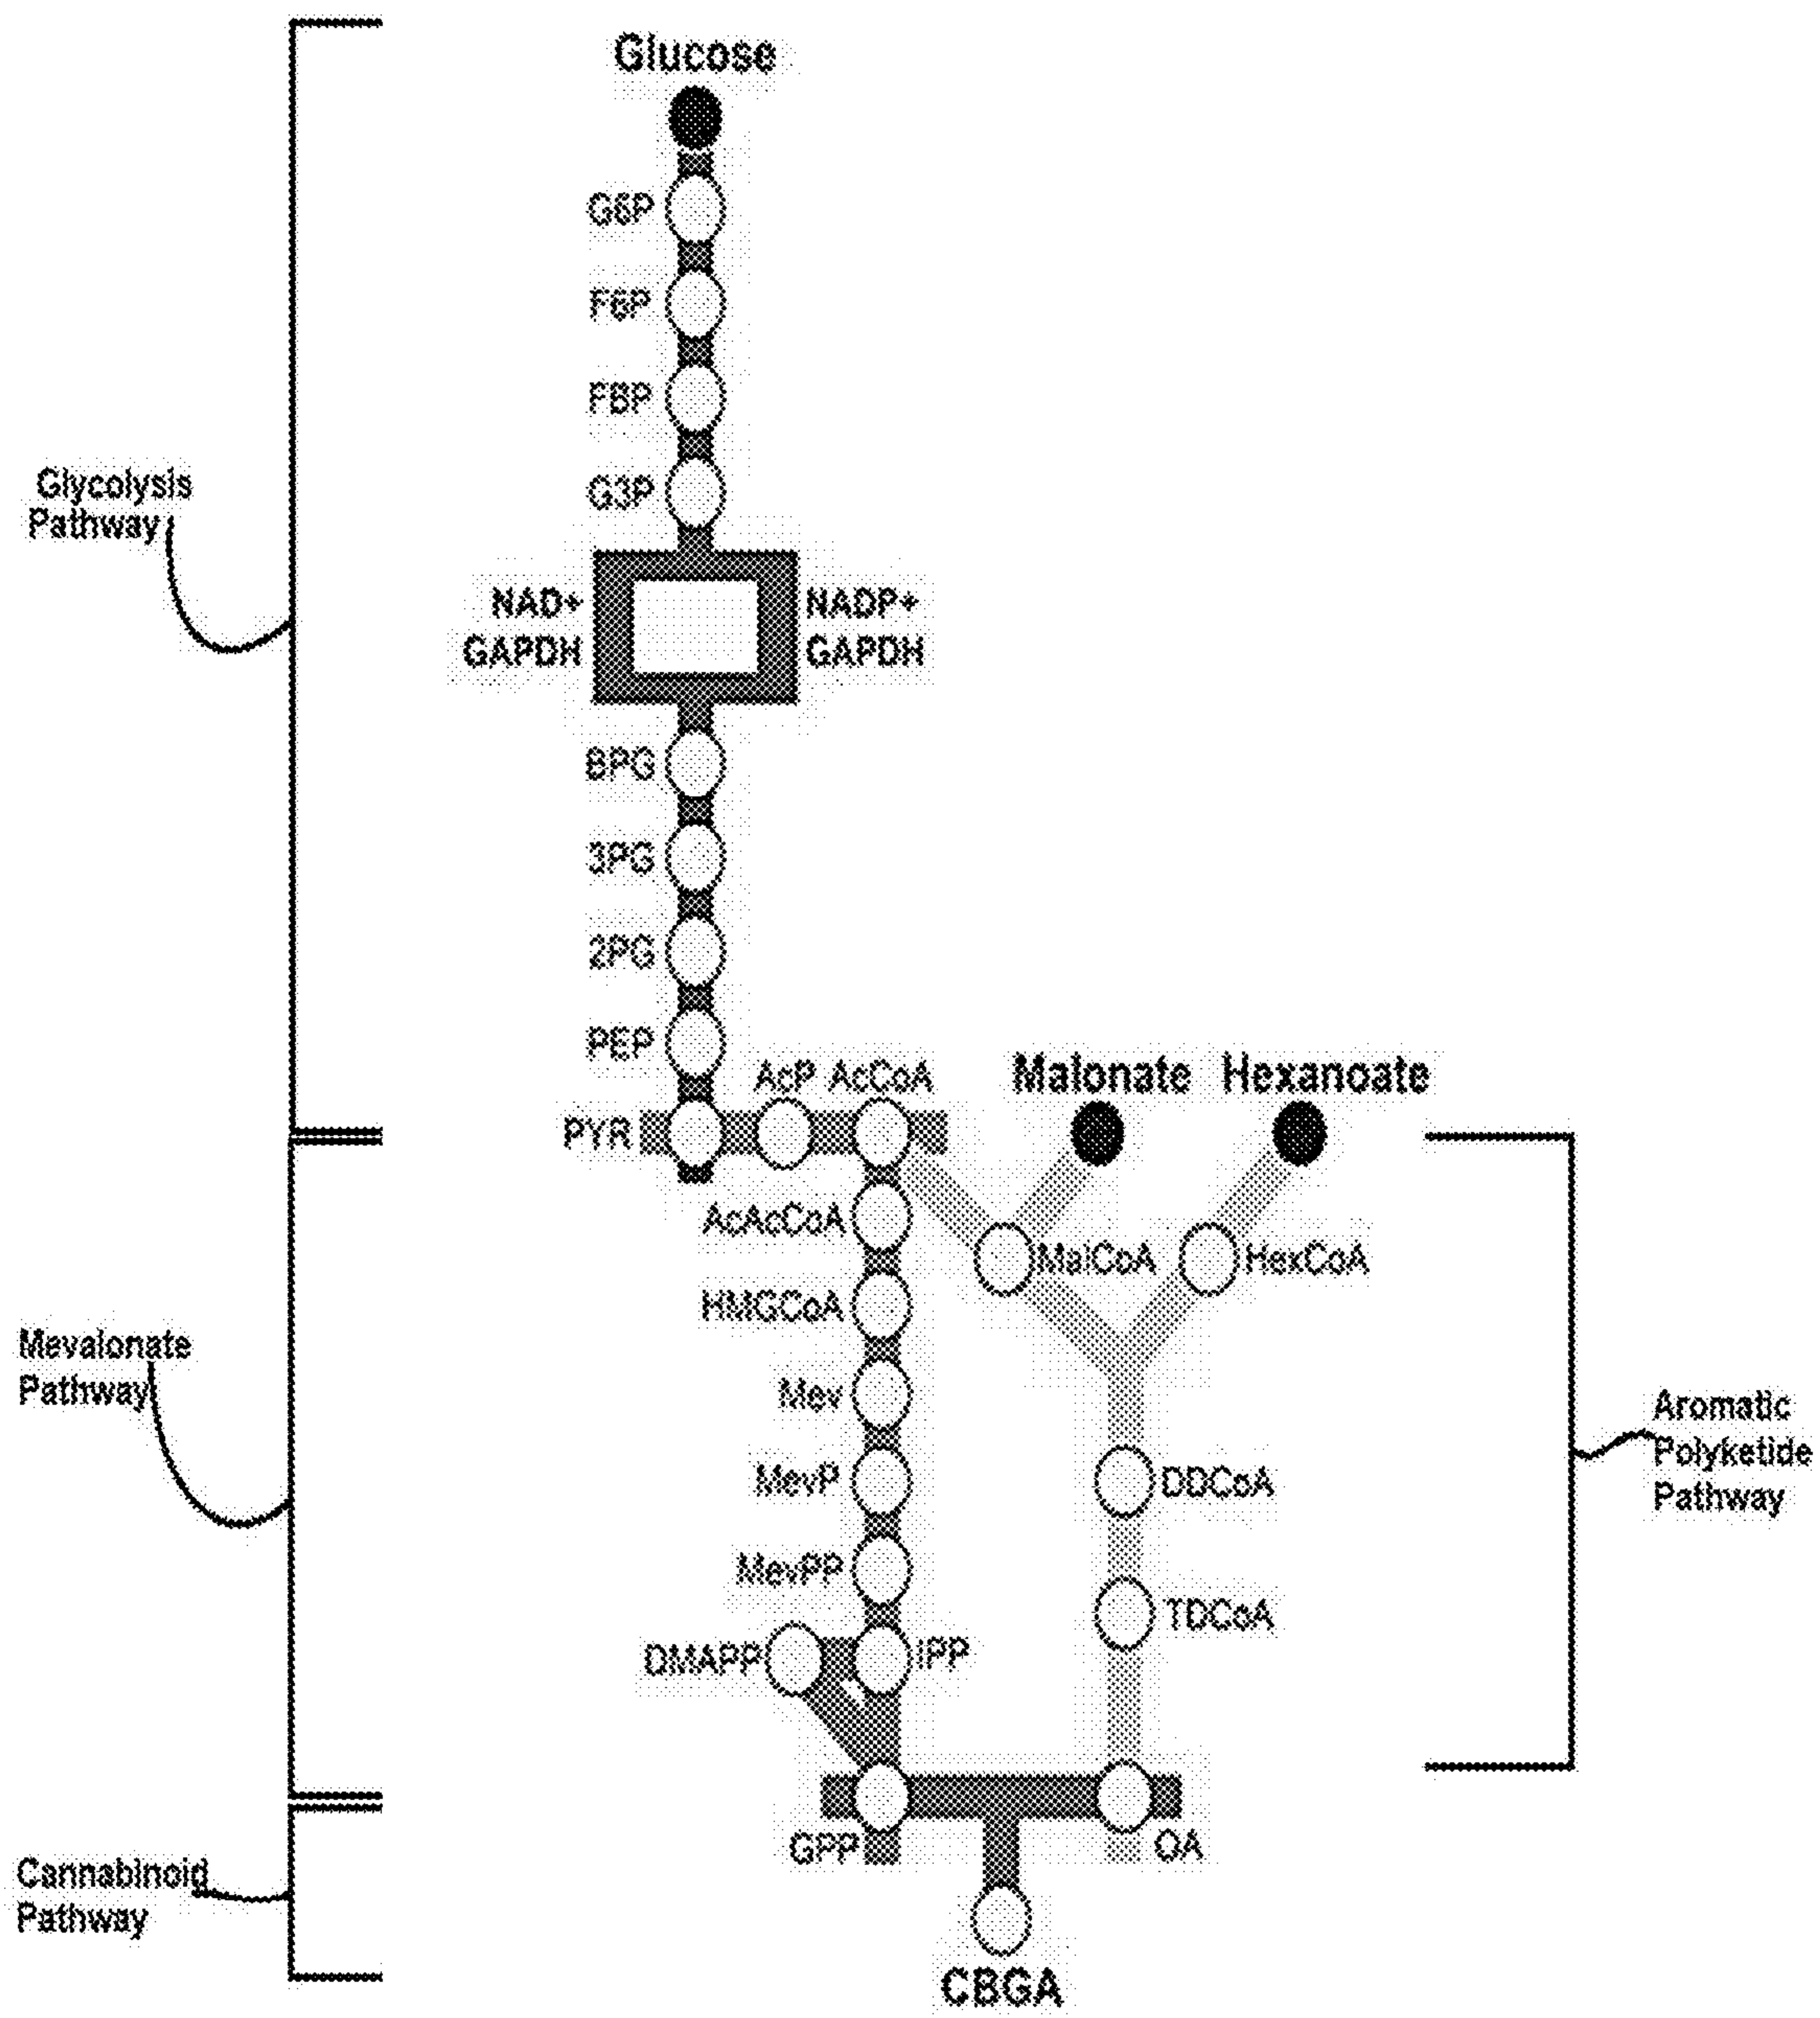 Glucose
G6P
F6P
FBP
G3P
Glycolysis
Pathway
NAD+
GAPDH
NADP+
GAPDH
BPG
3PG
2PG
PEP
PYR
AcP
AcCoA
Malonate
Hexanoate
AcAcCoA
MalCoA
HexCoA
HMGCoA
Mevalonate
Pathway
Mev
MevP
DDCoA
Aromatic
Polyketide
Pathway
MevPP
TDCoA
DMAPP
IPP
GPP
OA
Cannabinoid
Pathway
CBGA